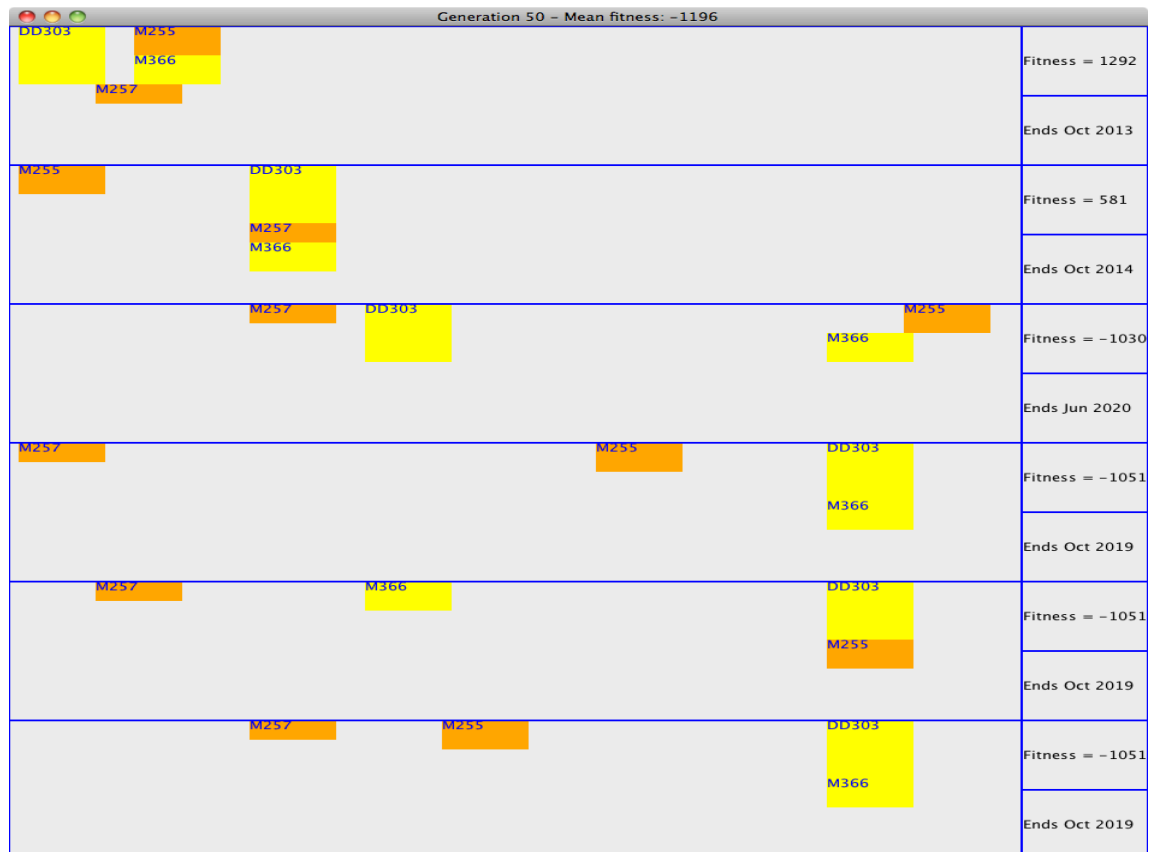 Generation 50 - Mean fitness: -1196
DD303
M255
M366
M257
Fitness = 1292
Ends Oct 2013
M255
DD303
M257
M366
Fitness = 581
Ends Oct 2014
M257
DD303
M255
M366
Fitness = -1030
Ends Jun 2020
M257
M255
DD303
M366
Fitness = -1051
Ends Oct 2019
M257
M366
DD303
M255
Fitness = -1051
Ends Oct 2019
M257
M255
DD303
M366
Fitness = -1051
Ends Oct 2019